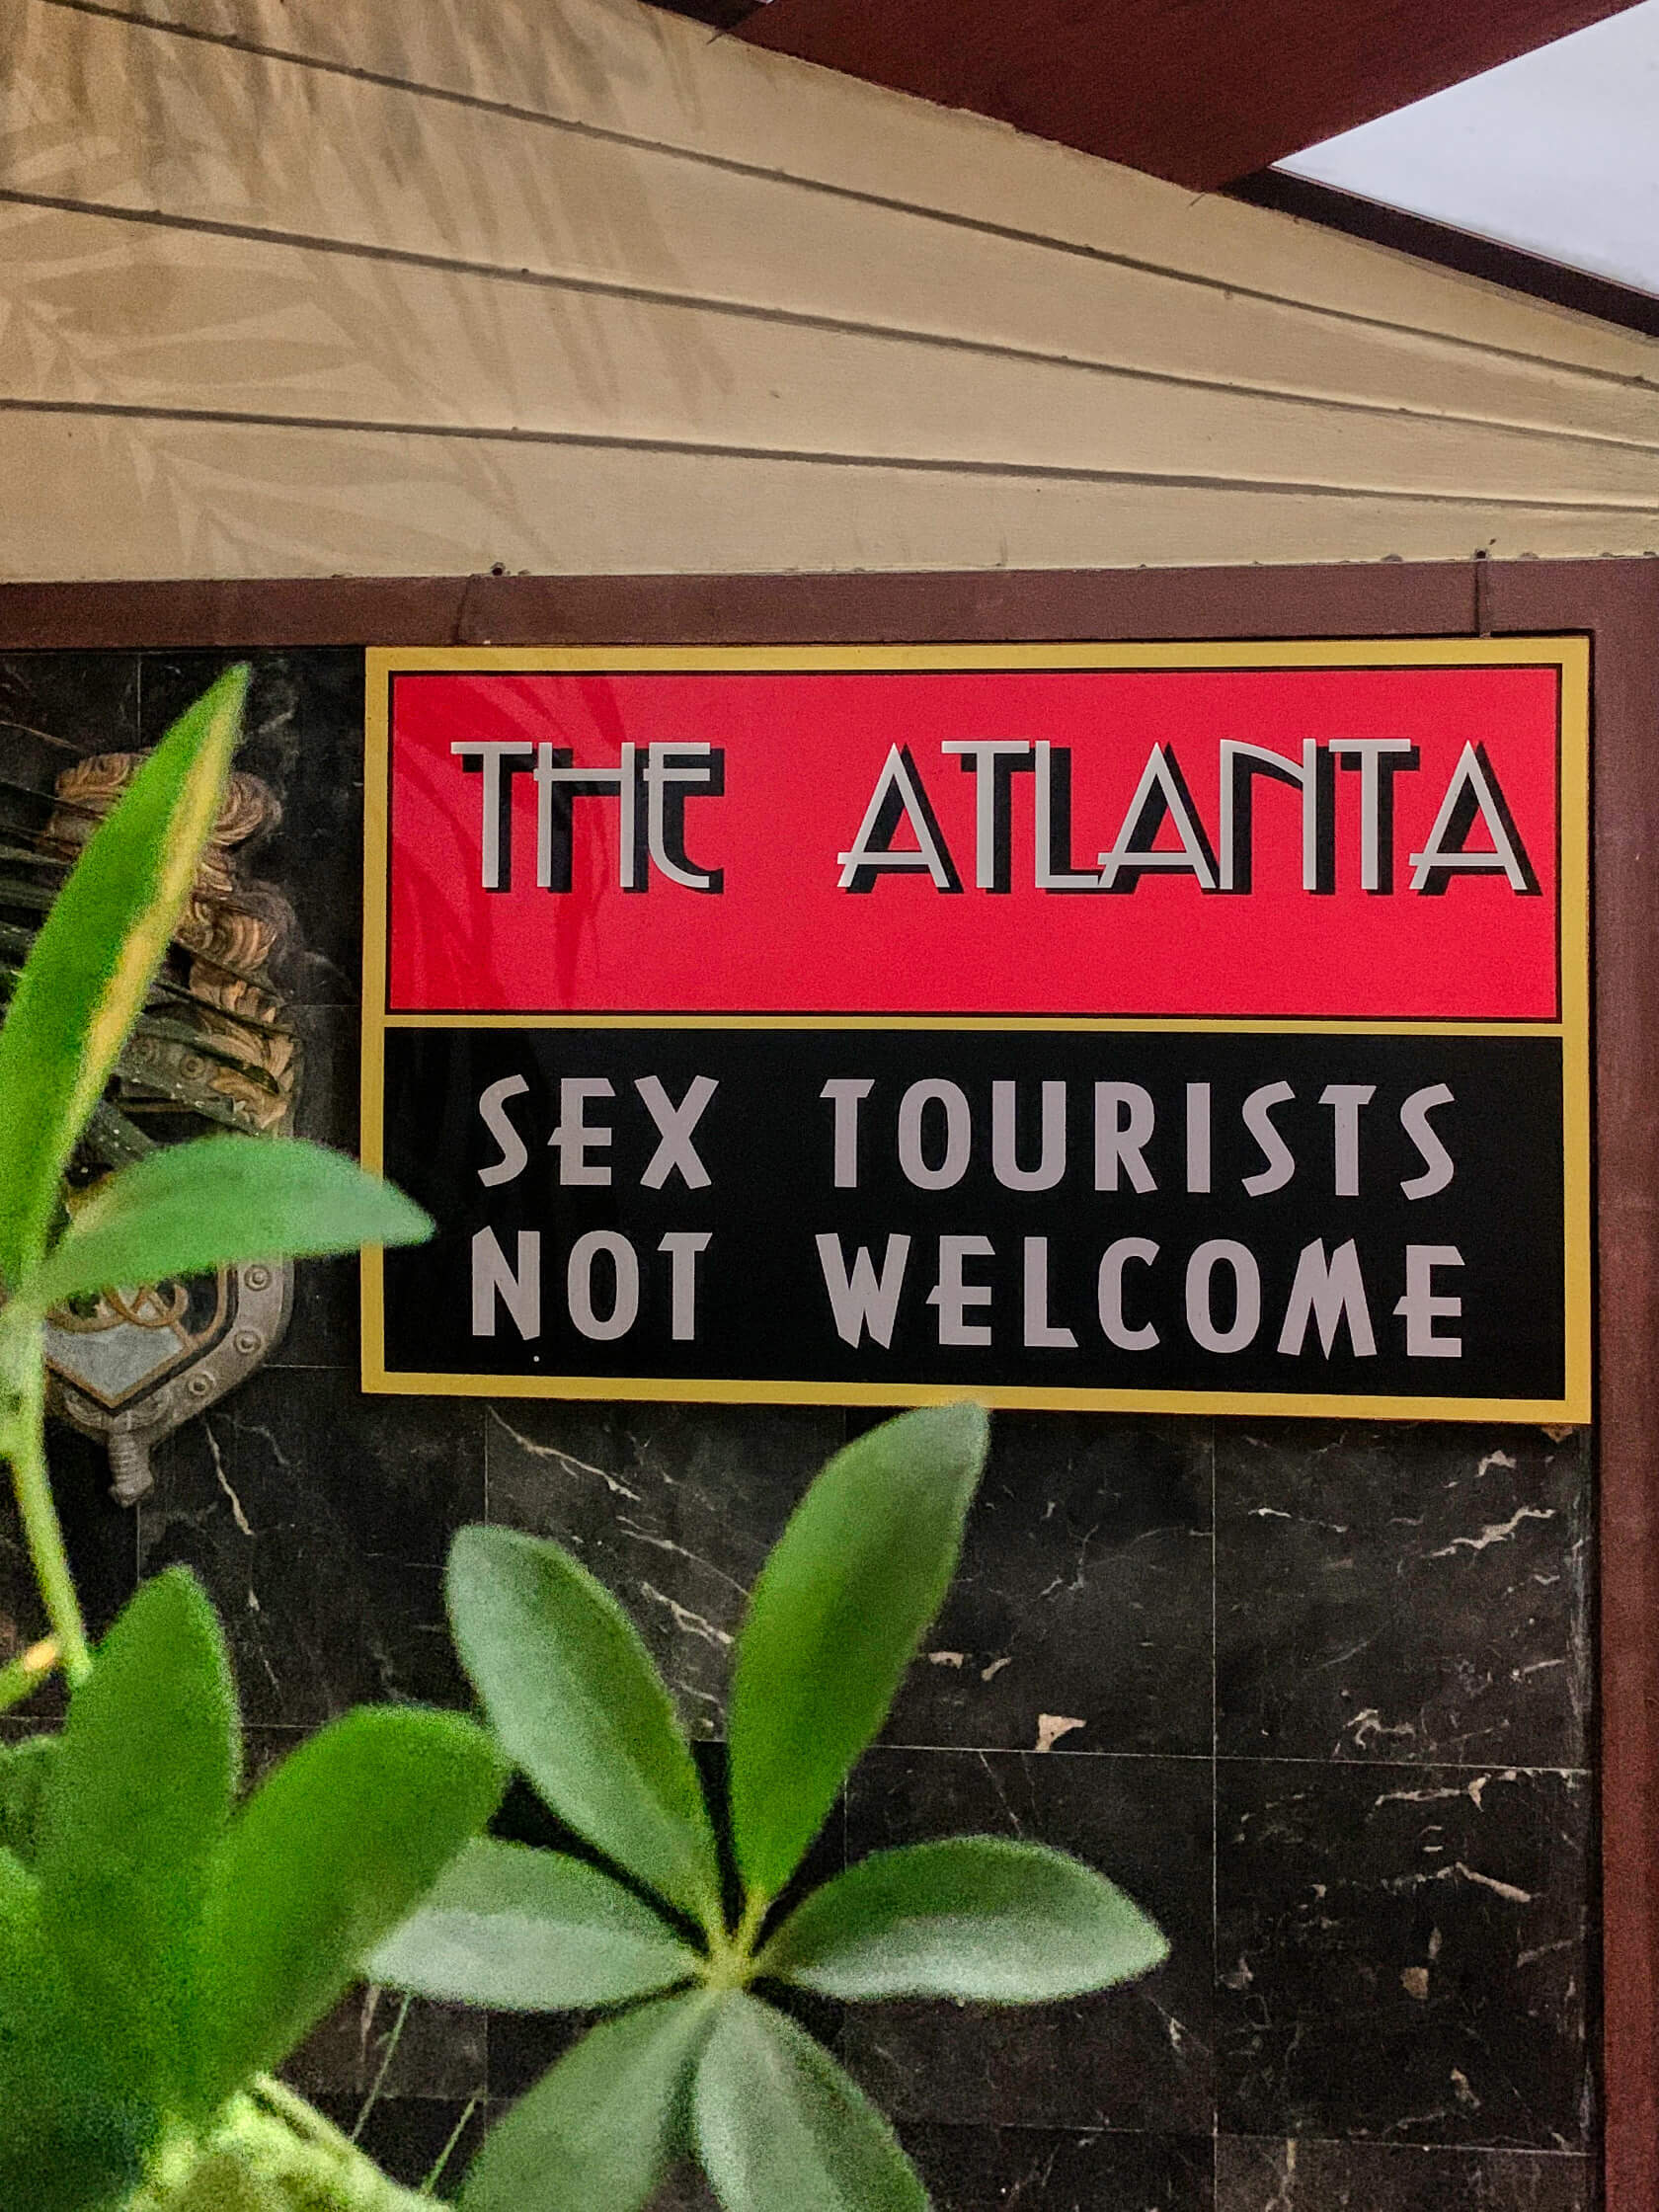 THE ATLANTA
SEX TOURISTS
NOT WELCOME